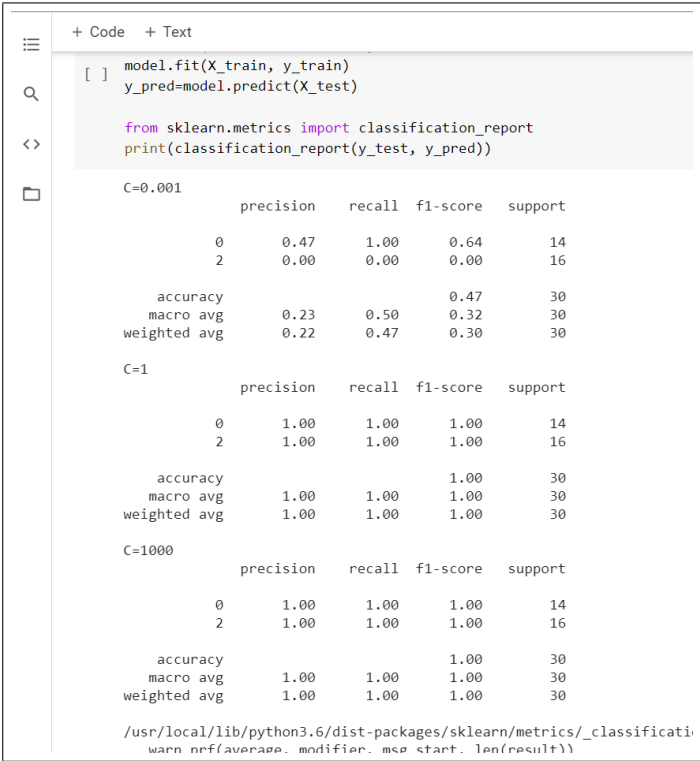 + Code + Text
[ ] model.fit(X_train, y_train)
y_pred=model.predict(X_test)
from sklearn.metrics import classification_report
print(classification_report(y_test, y_pred))
C=0.001
precision recall f1-score support
0 0.47 1.00 0.64 14
2 0.00 0.00 0.00 16
accuracy 0.47 30
macro avg 0.23 0.50 0.32 30
weighted avg 0.22 0.47 0.30 30
C=1
precision recall f1-score support
0 1.00 1.00 1.00 14
2 1.00 1.00 1.00 16
accuracy 1.00 30
macro avg 1.00 1.00 1.00 30
weighted avg 1.00 1.00 1.00 30
C=1000
precision recall f1-score support
0 1.00 1.00 1.00 14
2 1.00 1.00 1.00 16
accuracy 1.00 30
macro avg 1.00 1.00 1.00 30
weighted avg 1.00 1.00 1.00 30
/usr/local/lib/python3.6/dist-packages/sklearn/metrics/_classificati
_warn_prf(average, modifier, msg_start, len(result))